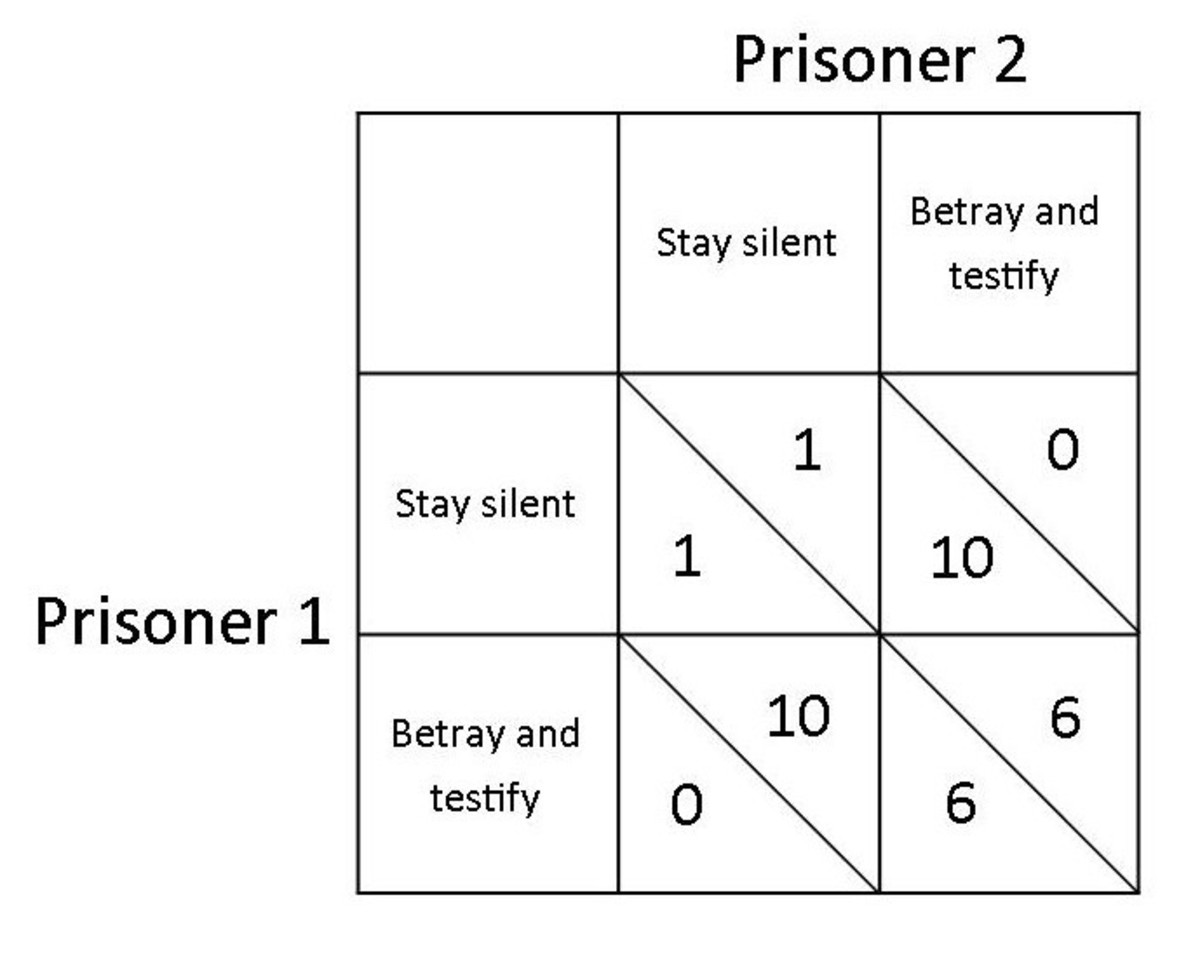 Prisoner 2
Stay silent
Betray and
testify
Prisoner 1
Stay silent
1
1
0
10
Betray and
testify
10
0
6
6